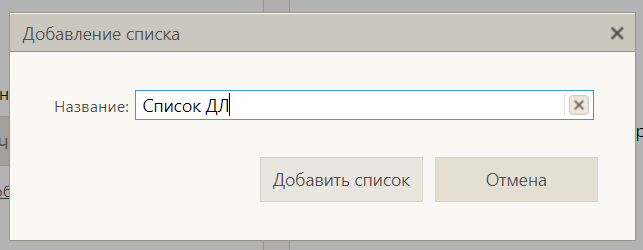 Добавление списка
Название: Список ДЛ
Добавить список Отмена